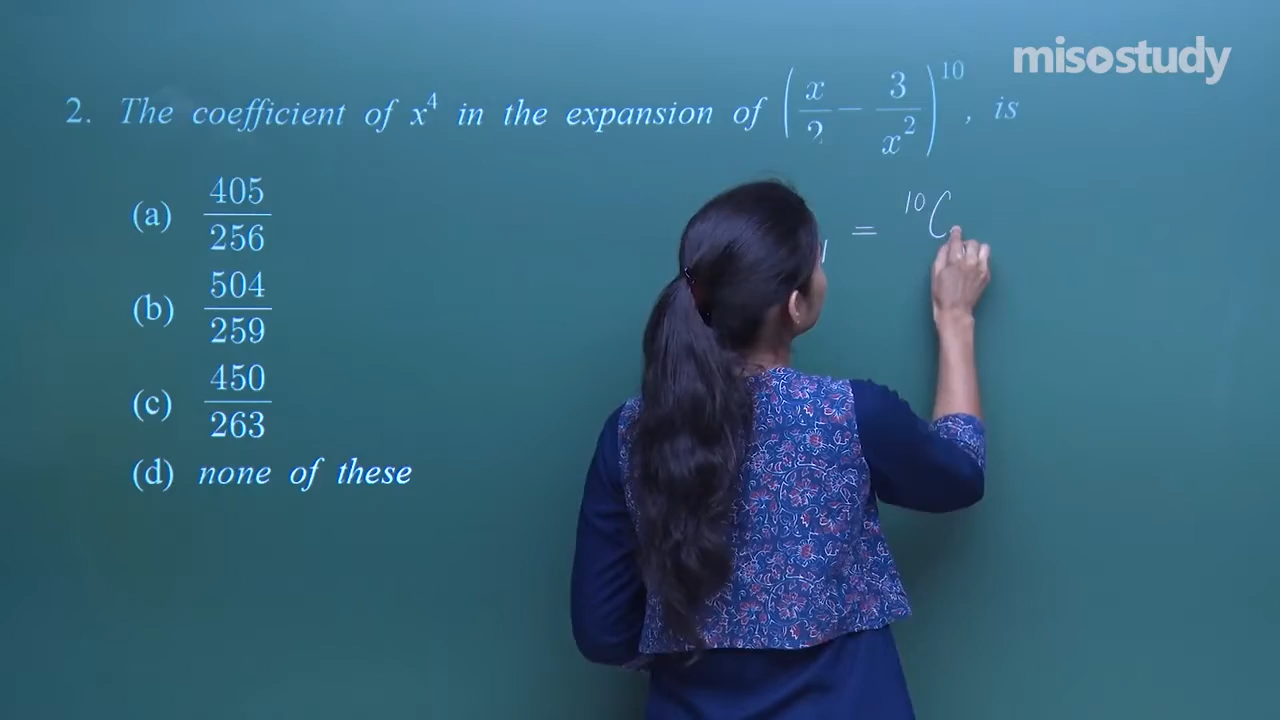 misostudy
2. The coefficient of x⁴ in the expansion of (x/2 − 3/x²)¹⁰, is
(a) 405/256
(b) 504/259
(c) 450/263
(d) none of these
= ¹⁰C